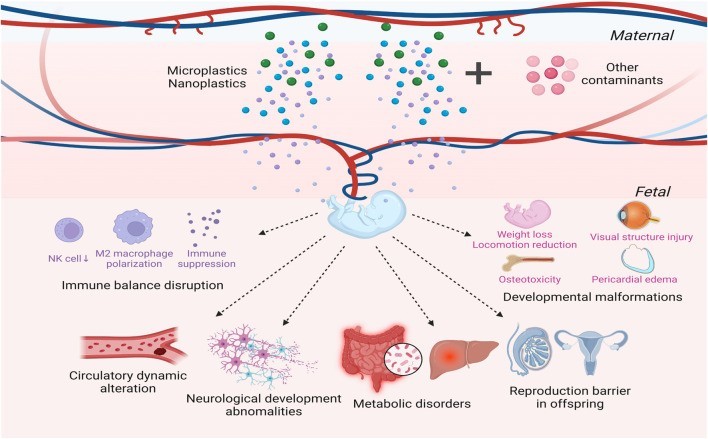 Maternal
Microplastics
Nanoplastics
+
Other
contaminants
Fetal
NK cell↓
M2 macrophage
polarization
Immune
suppression
Immune balance disruption
Weight loss
Locomotion reduction
Visual structure injury
Osteotoxicity
Pericardial edema
Developmental malformations
Circulatory dynamic
alteration
Neurological development
abnomalities
Metabolic disorders
Reproduction barrier
in offspring